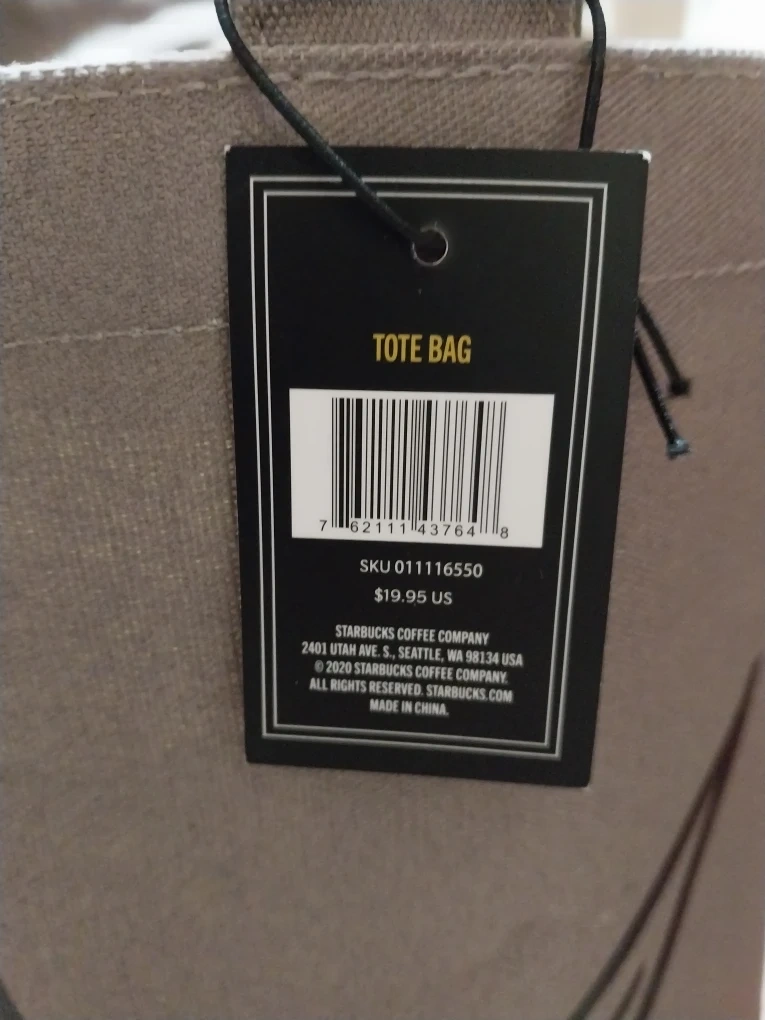 TOTE BAG
7 62111 43764 8
SKU 011116550
$19.95 US
STARBUCKS COFFEE COMPANY
2401 UTAH AVE. S., SEATTLE, WA 98134 USA
© 2020 STARBUCKS COFFEE COMPANY.
ALL RIGHTS RESERVED. STARBUCKS.COM
MADE IN CHINA.